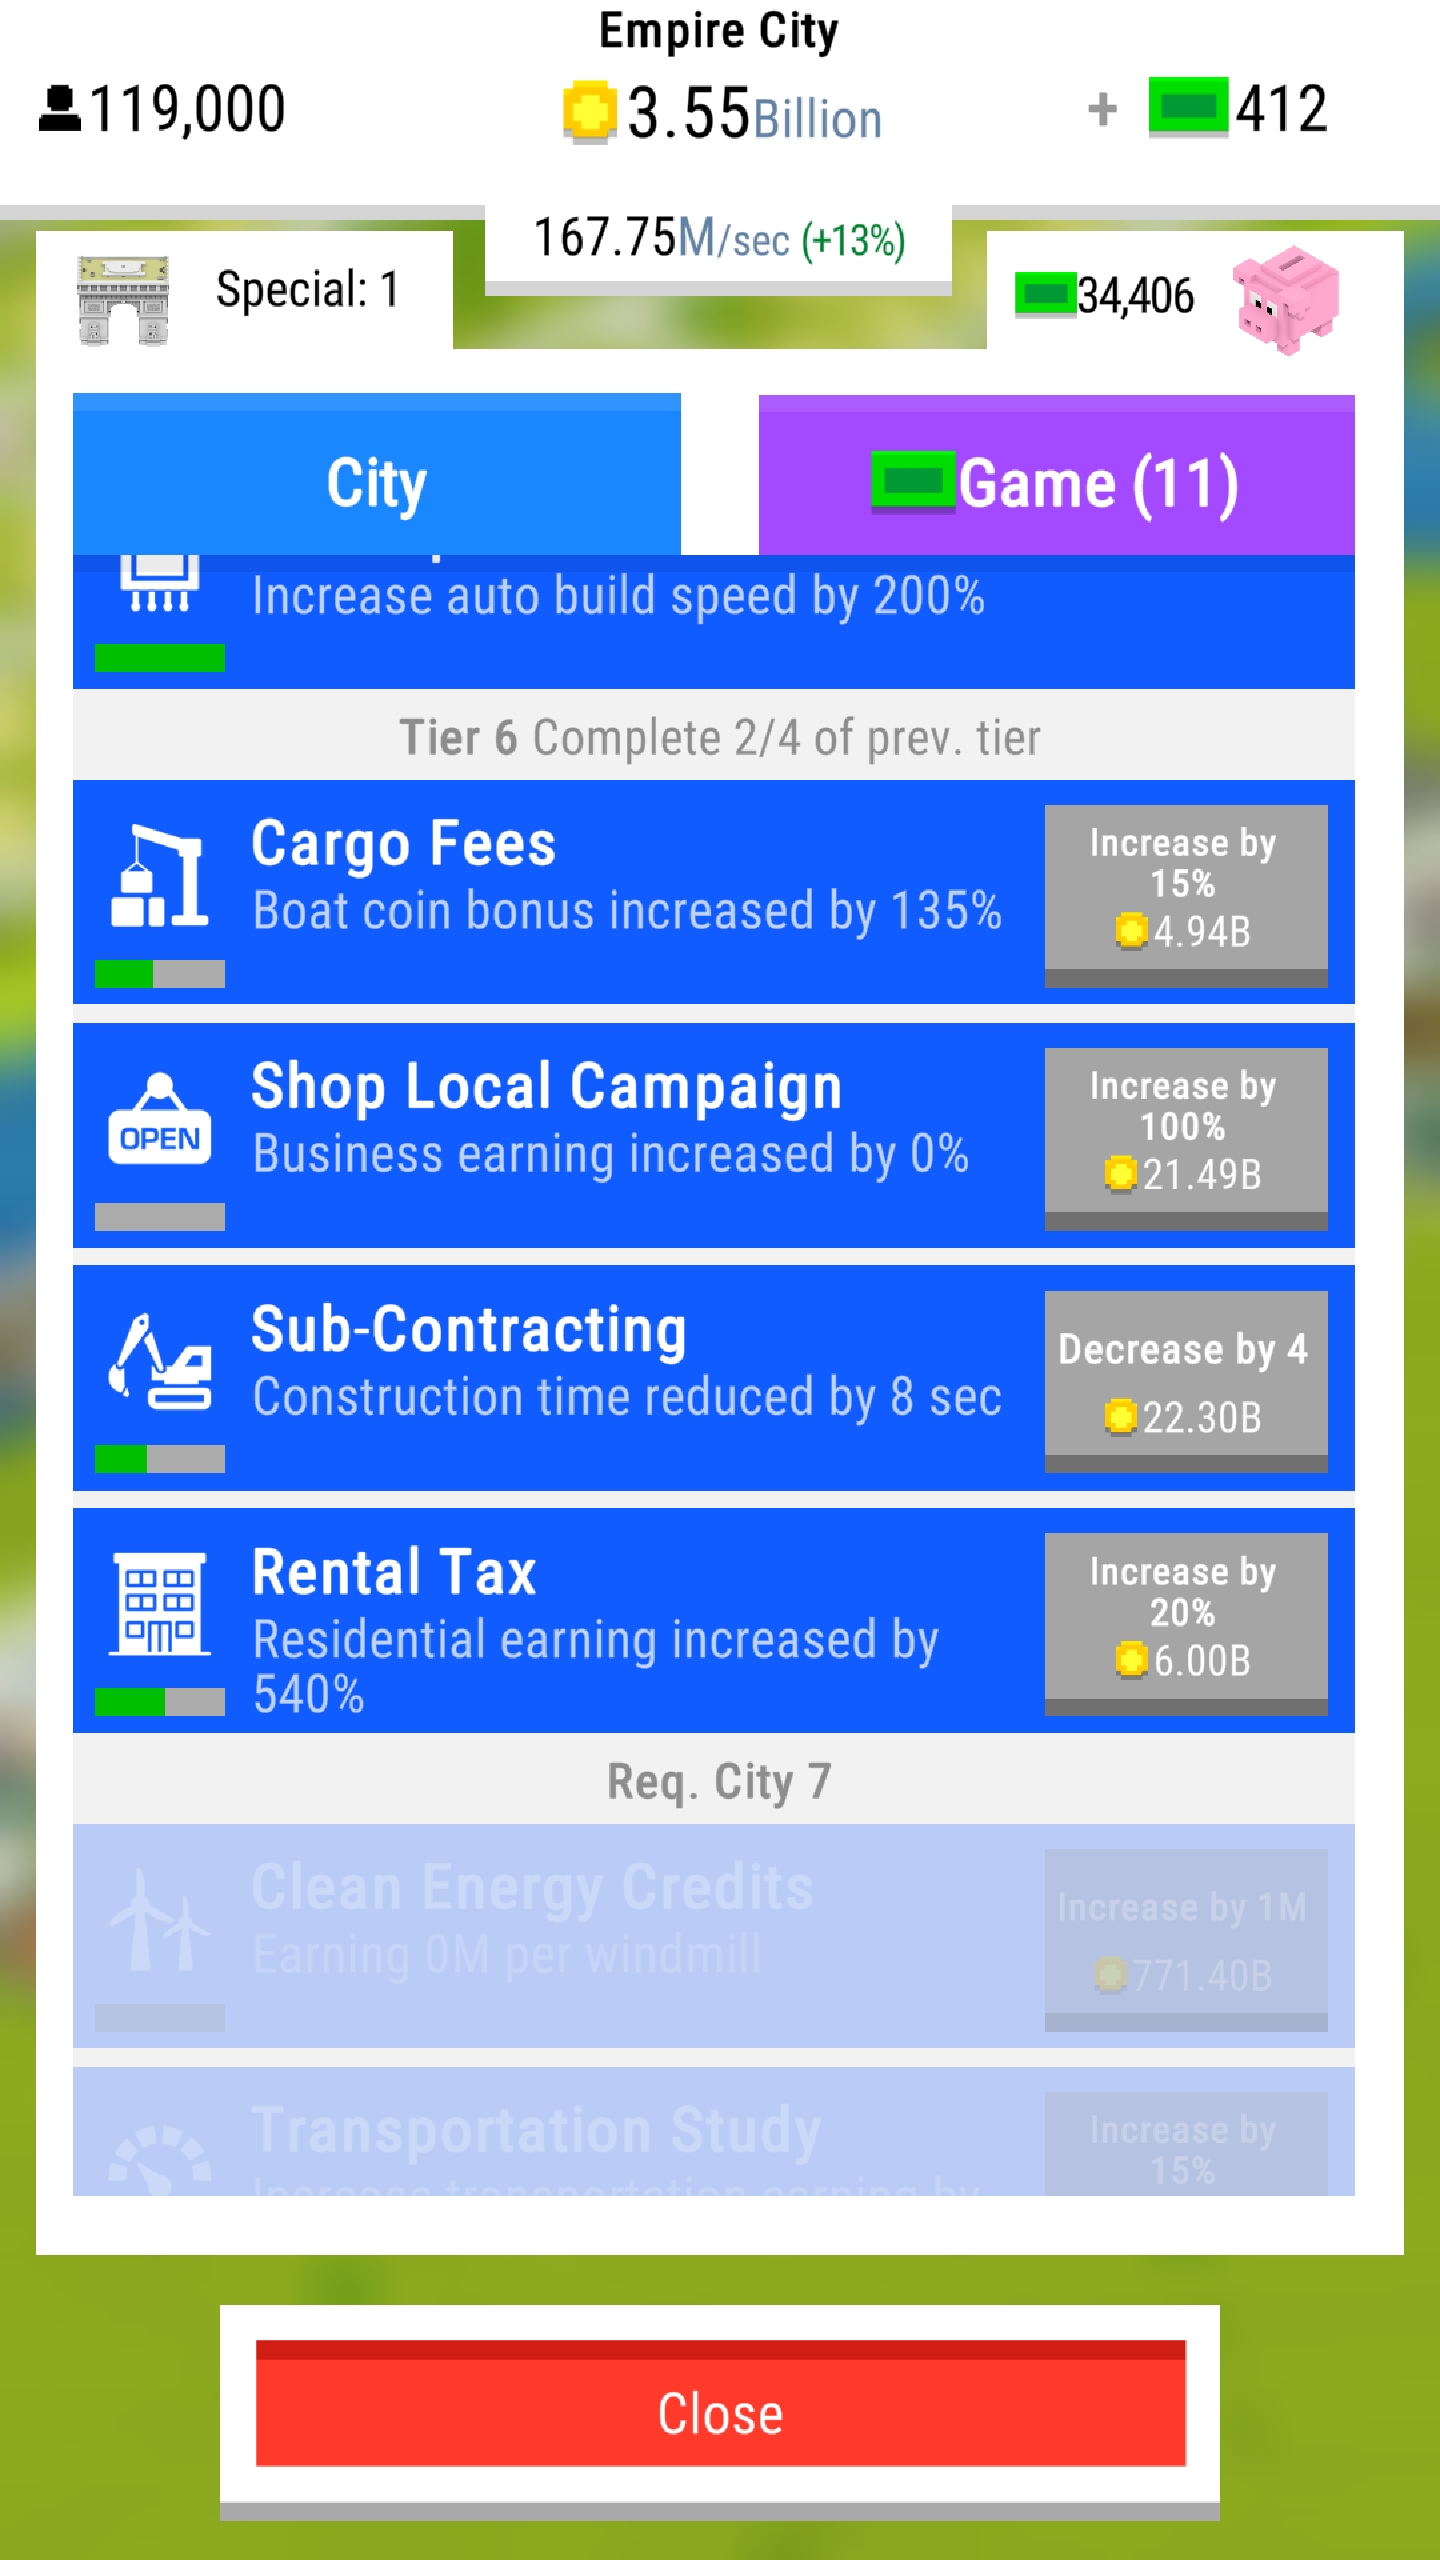 Empire City
119,000
3.55Billion
+ 412
167.75M/sec (+13%)
Special: 1
34,406
City
Game (11)
Increase auto build speed by 200%
Tier 6 Complete 2/4 of prev. tier
Cargo Fees
Boat coin bonus increased by 135%
Increase by
15%
4.94B
Shop Local Campaign
Business earning increased by 0%
OPEN
Increase by
100%
21.49B
Sub-Contracting
Construction time reduced by 8 sec
Decrease by 4
22.30B
Rental Tax
Residential earning increased by
540%
Increase by
20%
6.00B
Req. City 7
Clean Energy Credits
Earning 0M per windmill
Increase by 1M
771.40B
Transportation Study
Increase transportation earning by
Increase by
15%
Close